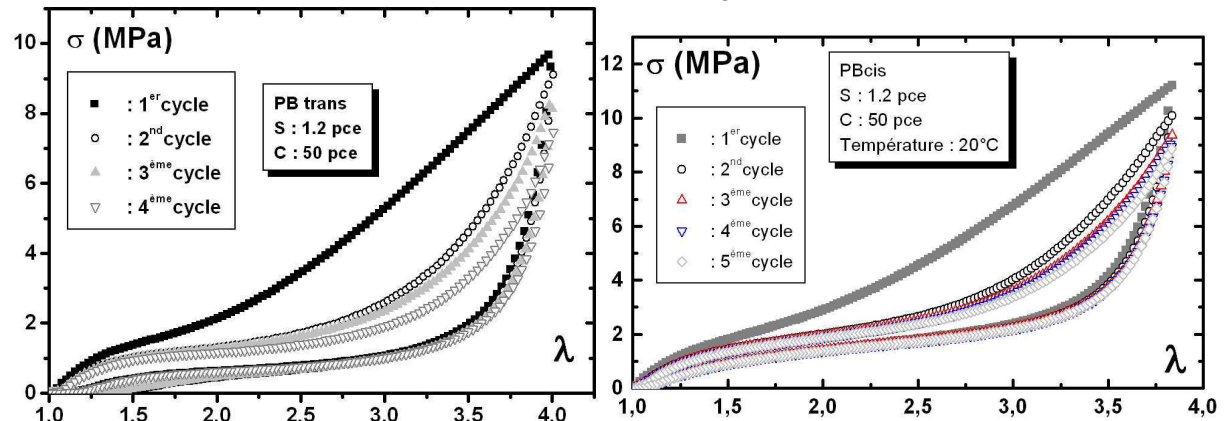 σ (MPa)
: 1er cycle
: 2nd cycle
: 3ème cycle
: 4ème cycle
PB trans
S : 1.2 pce
C : 50 pce
10
8
6
4
2
0
λ
1,0 1,5 2,0 2,5 3,0 3,5 4,0
σ (MPa)
: 1er cycle
: 2nd cycle
: 3ème cycle
: 4ème cycle
: 5ème cycle
PBcis
S : 1.2 pce
C : 50 pce
Température : 20°C
12
10
8
6
4
2
0
λ
1,0 1,5 2,0 2,5 3,0 3,5 4,0